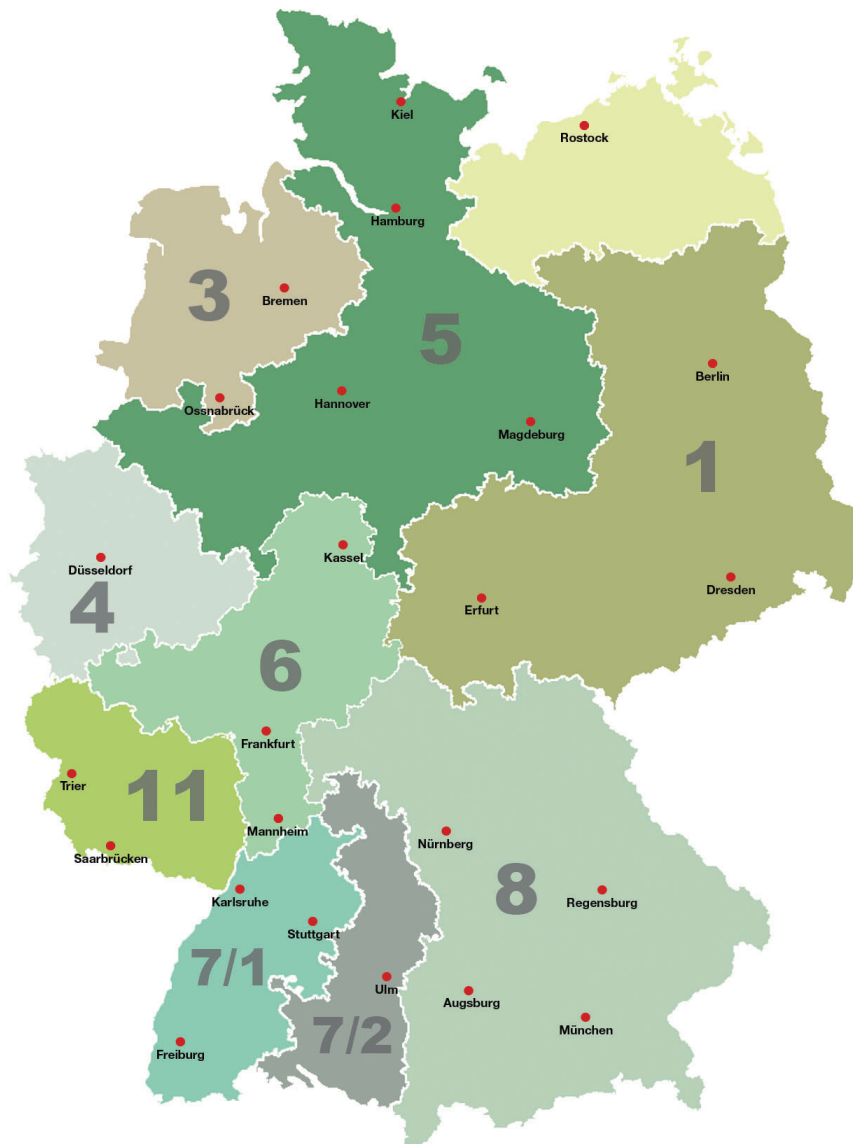 Kiel
Rostock
Hamburg
3
Bremen
5
Berlin
Ossnabrück
Hannover
Magdeburg
1
Kassel
Düsseldorf
4
Erfurt
Dresden
6
Frankfurt
Trier
11
Mannheim
Nürnberg
Saarbrücken
8
Karlsruhe
Regensburg
Stuttgart
7/1
Ulm
Augsburg
7/2
München
Freiburg